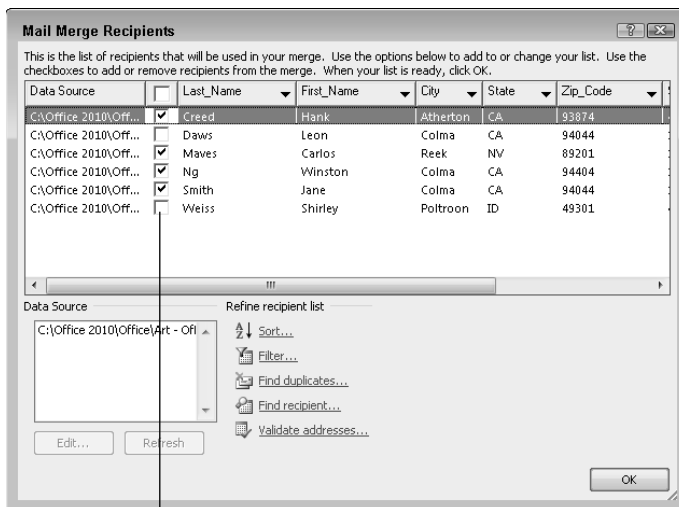 Mail Merge Recipients
This is the list of recipients that will be used in your merge. Use the options below to add to or change your list. Use the
checkboxes to add or remove recipients from the merge. When your list is ready, click OK.
Data Source Last_Name First_Name City State Zip_Code
C:\Office 2010\Off... Creed Hank Atherton CA 93874
C:\Office 2010\Off... Daws Leon Colma CA 94044
C:\Office 2010\Off... Maves Carlos Reek NV 89201
C:\Office 2010\Off... Ng Winston Colma CA 94404
C:\Office 2010\Off... Smith Jane Colma CA 94044
C:\Office 2010\Off... Weiss Shirley Poltroon ID 49301
Data Source Refine recipient list
C:\Office 2010\Office\Art - Off
Sort...
Filter...
Find duplicates...
Find recipient...
Validate addresses...
Edit... Refresh
OK